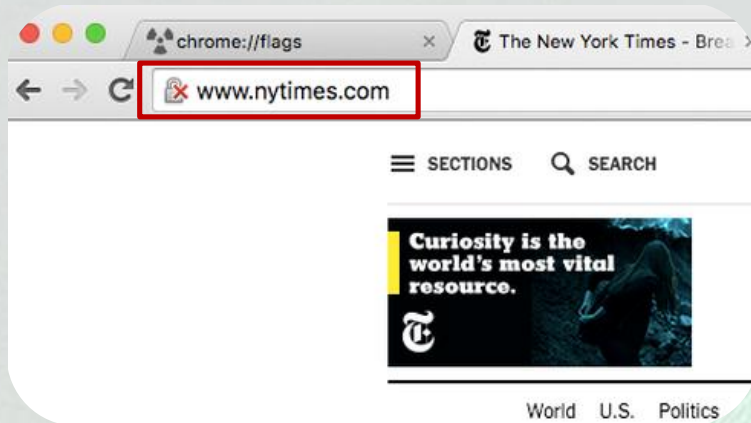 chrome://flags
The New York Times - Brea
www.nytimes.com
SECTIONS SEARCH
Curiosity is the
world's most vital
resource.
World U.S. Politics